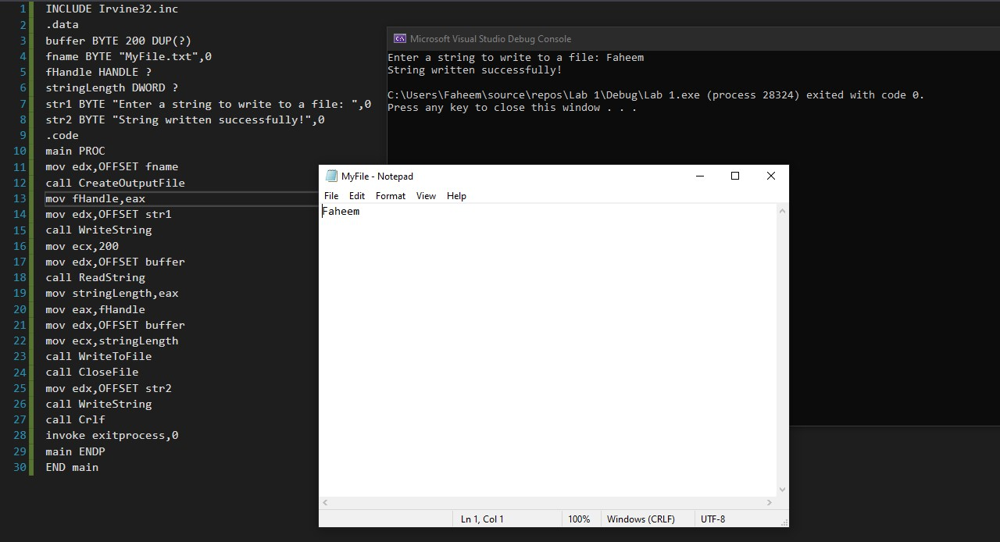 1 INCLUDE Irvine32.inc
2 .data
3 buffer BYTE 200 DUP(?)
4 fname BYTE "MyFile.txt",0
5 fHandle HANDLE ?
6 stringLength DWORD ?
7 str1 BYTE "Enter a string to write to a file: ",0
8 str2 BYTE "String written successfully!",0
9 .code
10 main PROC
11 mov edx,OFFSET fname
12 call CreateOutputFile
13 mov fHandle,eax
14 mov edx,OFFSET str1
15 call WriteString
16 mov ecx,200
17 mov edx,OFFSET buffer
18 call ReadString
19 mov stringLength,eax
20 mov eax,fHandle
21 mov edx,OFFSET buffer
22 mov ecx,stringLength
23 call WriteToFile
24 call CloseFile
25 mov edx,OFFSET str2
26 call WriteString
27 call Crlf
28 invoke exitprocess,0
29 main ENDP
30 END main
C:\ Microsoft Visual Studio Debug Console
Enter a string to write to a file: Faheem
String written successfully!
C:\Users\Faheem\source\repos\Lab 1\Debug\Lab 1.exe (process 28324) exited with code 0.
Press any key to close this window . . .
MyFile - Notepad
File Edit Format View Help
Faheem
Ln 1, Col 1 100% Windows (CRLF) UTF-8